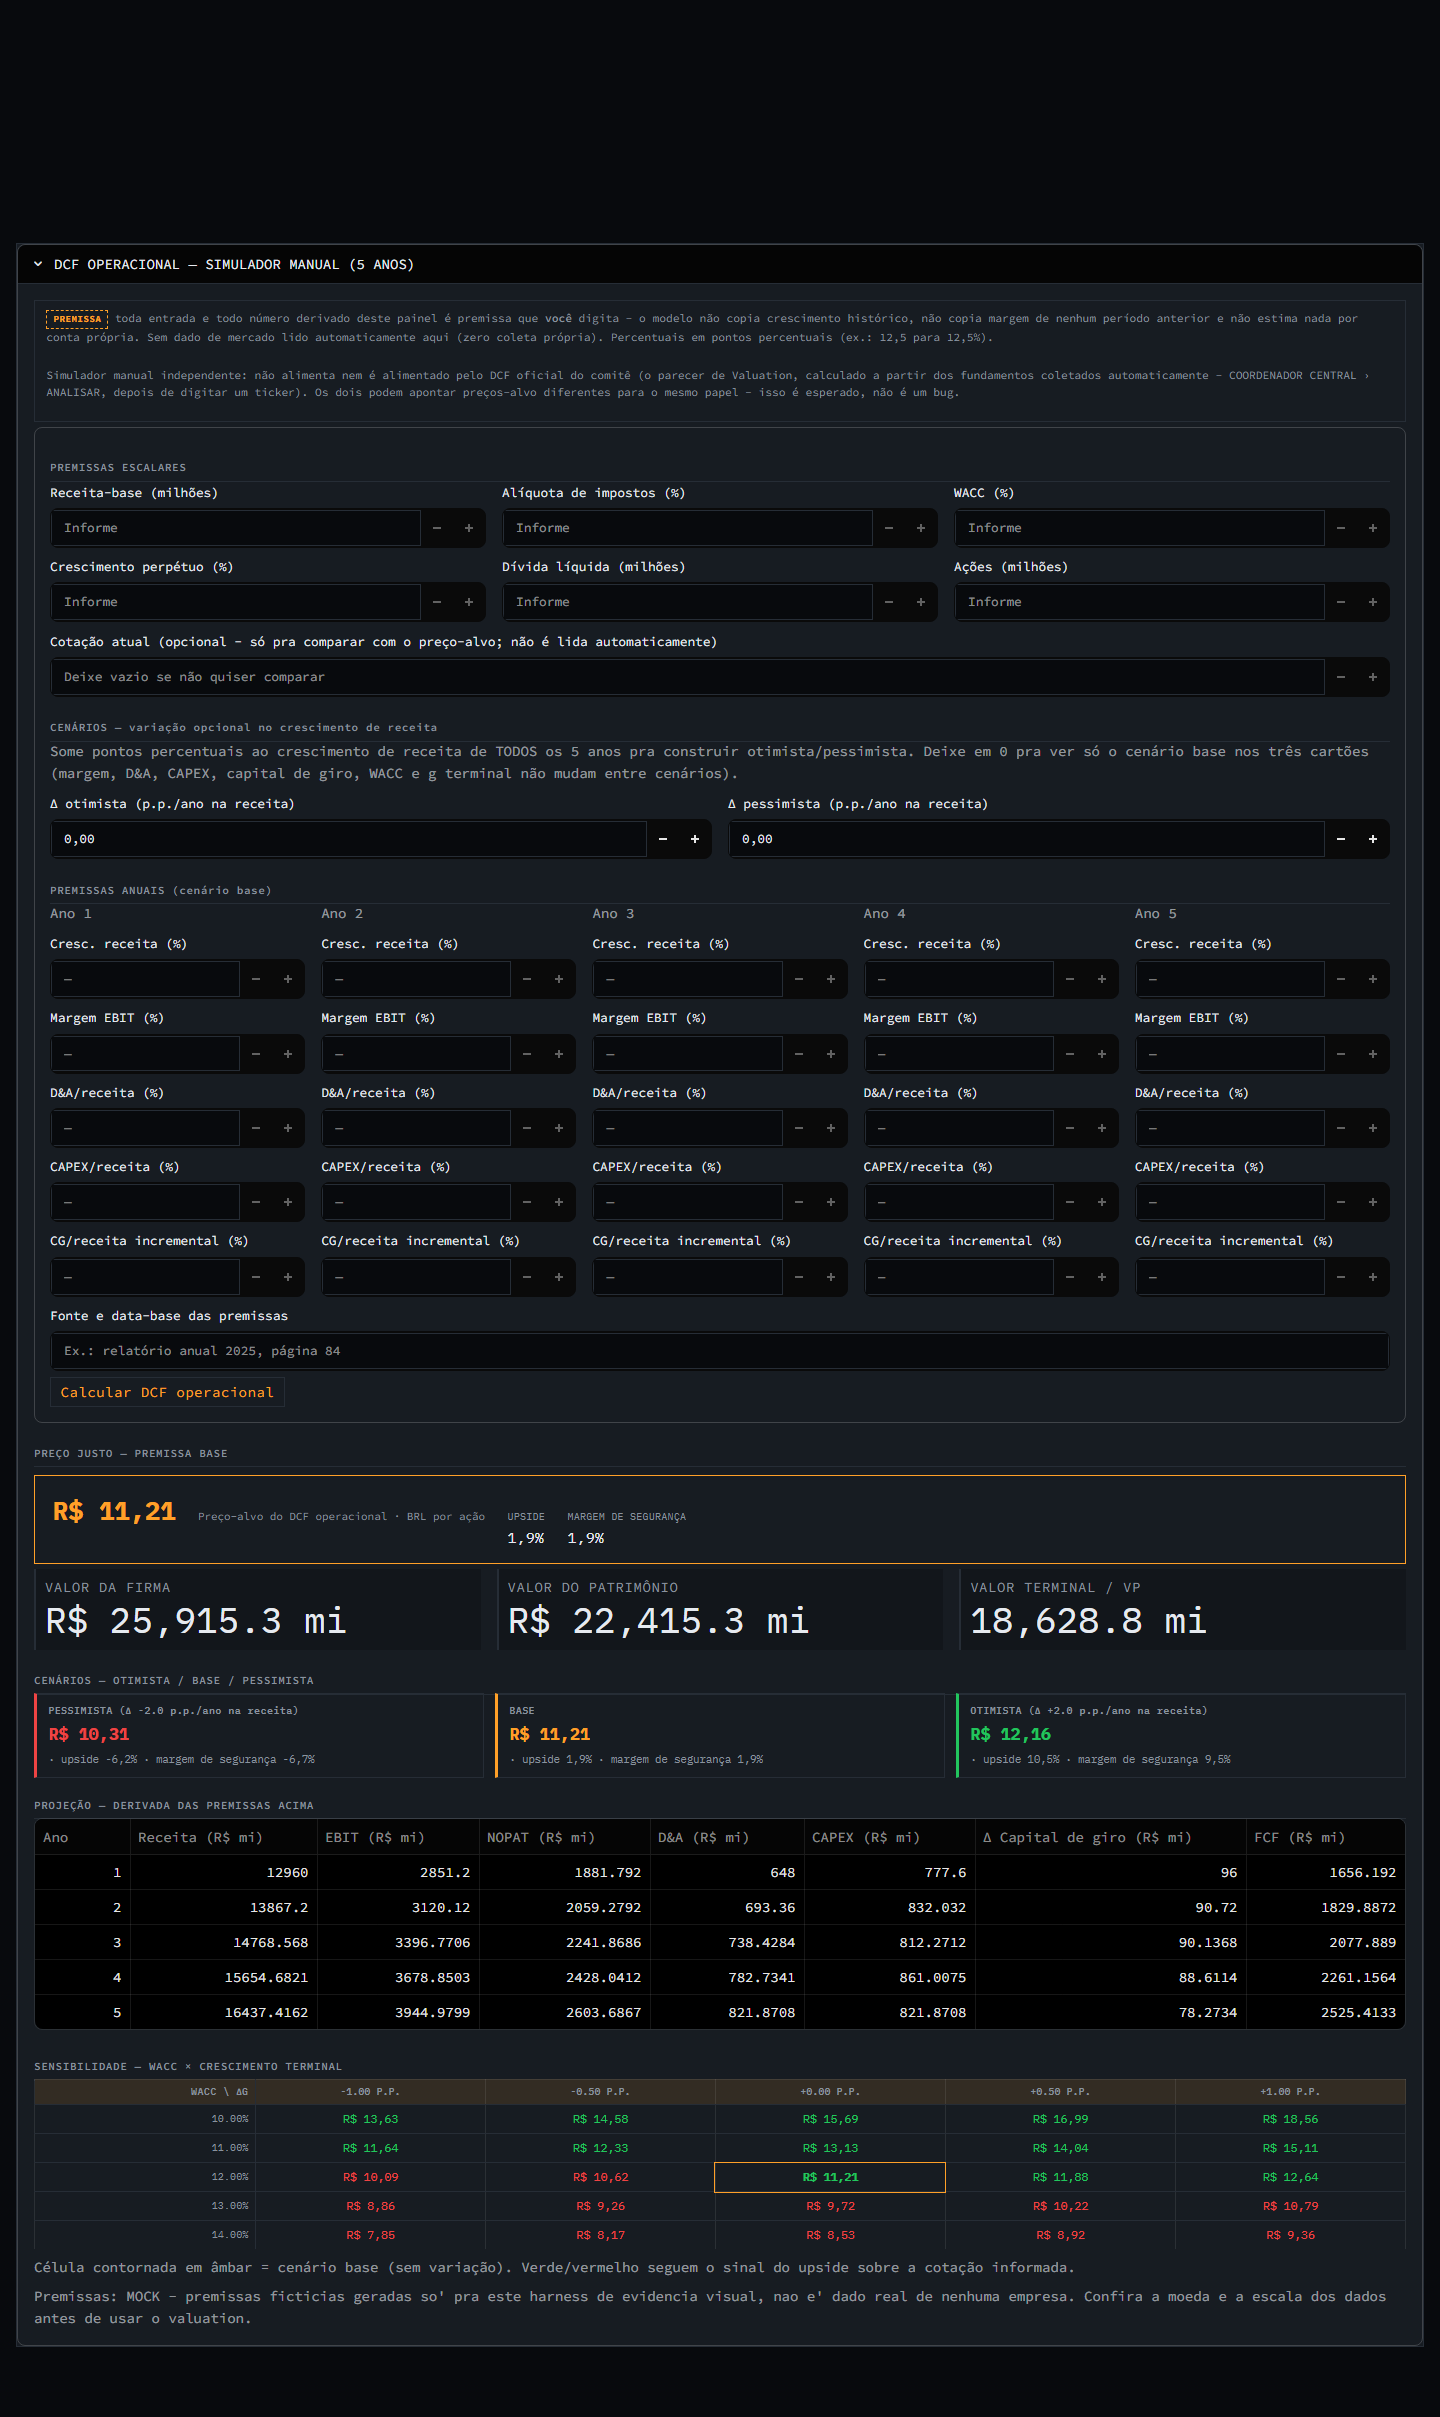 DCF OPERACIONAL — SIMULADOR MANUAL (5 ANOS)
PREMISSA toda entrada e todo número derivado deste painel é premissa que você digita – o modelo não copia crescimento histórico, não copia margem de nenhum período anterior e não estima nada por
conta própria. Sem dado de mercado lido automaticamente aqui (zero coleta própria). Percentuais em pontos percentuais (ex.: 12,5 para 12,5%).
Simulador manual independente: não alimenta nem é alimentado pelo DCF oficial do comitê (o parecer de Valuation, calculado a partir dos fundamentos coletados automaticamente – COORDENADOR CENTRAL ›
ANALISAR, depois de digitar um ticker). Os dois podem apontar preços-alvo diferentes para o mesmo papel – isso é esperado, não é um bug.
PREMISSAS ESCALARES
Receita-base (milhões) Alíquota de impostos (%) WACC (%)
Informe − + Informe − + Informe − +
Crescimento perpétuo (%) Dívida líquida (milhões) Ações (milhões)
Informe − + Informe − + Informe − +
Cotação atual (opcional – só pra comparar com o preço-alvo; não é lida automaticamente)
Deixe vazio se não quiser comparar − +
CENÁRIOS — variação opcional no crescimento de receita
Some pontos percentuais ao crescimento de receita de TODOS os 5 anos pra construir otimista/pessimista. Deixe em 0 pra ver só o cenário base nos três cartões
(margem, D&A, CAPEX, capital de giro, WACC e g terminal não mudam entre cenários).
Δ otimista (p.p./ano na receita) Δ pessimista (p.p./ano na receita)
0,00 − + 0,00 − +
PREMISSAS ANUAIS (cenário base)
Ano 1 Ano 2 Ano 3 Ano 4 Ano 5
Cresc. receita (%) Cresc. receita (%) Cresc. receita (%) Cresc. receita (%) Cresc. receita (%)
— − + — − + — − + — − + — − +
Margem EBIT (%) Margem EBIT (%) Margem EBIT (%) Margem EBIT (%) Margem EBIT (%)
— − + — − + — − + — − + — − +
D&A/receita (%) D&A/receita (%) D&A/receita (%) D&A/receita (%) D&A/receita (%)
— − + — − + — − + — − + — − +
CAPEX/receita (%) CAPEX/receita (%) CAPEX/receita (%) CAPEX/receita (%) CAPEX/receita (%)
— − + — − + — − + — − + — − +
CG/receita incremental (%) CG/receita incremental (%) CG/receita incremental (%) CG/receita incremental (%) CG/receita incremental (%)
— − + — − + — − + — − + — − +
Fonte e data-base das premissas
Ex.: relatório anual 2025, página 84
Calcular DCF operacional
PREÇO JUSTO — PREMISSA BASE
R$ 11,21 Preço-alvo do DCF operacional · BRL por ação UPSIDE MARGEM DE SEGURANÇA
1,9% 1,9%
VALOR DA FIRMA VALOR DO PATRIMÔNIO VALOR TERMINAL / VP
R$ 25,915.3 mi R$ 22,415.3 mi 18,628.8 mi
CENÁRIOS — OTIMISTA / BASE / PESSIMISTA
PESSIMISTA (Δ -2.0 p.p./ano na receita) BASE OTIMISTA (Δ +2.0 p.p./ano na receita)
R$ 10,31 R$ 11,21 R$ 12,16
· upside -6,2% · margem de segurança -6,7% · upside 1,9% · margem de segurança 1,9% · upside 10,5% · margem de segurança 9,5%
PROJEÇÃO — DERIVADA DAS PREMISSAS ACIMA
Ano Receita (R$ mi) EBIT (R$ mi) NOPAT (R$ mi) D&A (R$ mi) CAPEX (R$ mi) Δ Capital de giro (R$ mi) FCF (R$ mi)
1 12960 2851.2 1881.792 648 777.6 96 1656.192
2 13867.2 3120.12 2059.2792 693.36 832.032 90.72 1829.8872
3 14768.568 3396.7706 2241.8686 738.4284 812.2712 90.1368 2077.889
4 15654.6821 3678.8503 2428.0412 782.7341 861.0075 88.6114 2261.1564
5 16437.4162 3944.9799 2603.6867 821.8708 821.8708 78.2734 2525.4133
SENSIBILIDADE — WACC × CRESCIMENTO TERMINAL
WACC \ ΔG -1.00 P.P. -0.50 P.P. +0.00 P.P. +0.50 P.P. +1.00 P.P.
10.00% R$ 13,63 R$ 14,58 R$ 15,69 R$ 16,99 R$ 18,56
11.00% R$ 11,64 R$ 12,33 R$ 13,13 R$ 14,04 R$ 15,11
12.00% R$ 10,09 R$ 10,62 R$ 11,21 R$ 11,88 R$ 12,64
13.00% R$ 8,86 R$ 9,26 R$ 9,72 R$ 10,22 R$ 10,79
14.00% R$ 7,85 R$ 8,17 R$ 8,53 R$ 8,92 R$ 9,36
Célula contornada em âmbar = cenário base (sem variação). Verde/vermelho seguem o sinal do upside sobre a cotação informada.
Premissas: MOCK – premissas ficticias geradas so' pra este harness de evidencia visual, nao e' dado real de nenhuma empresa. Confira a moeda e a escala dos dados
antes de usar o valuation.